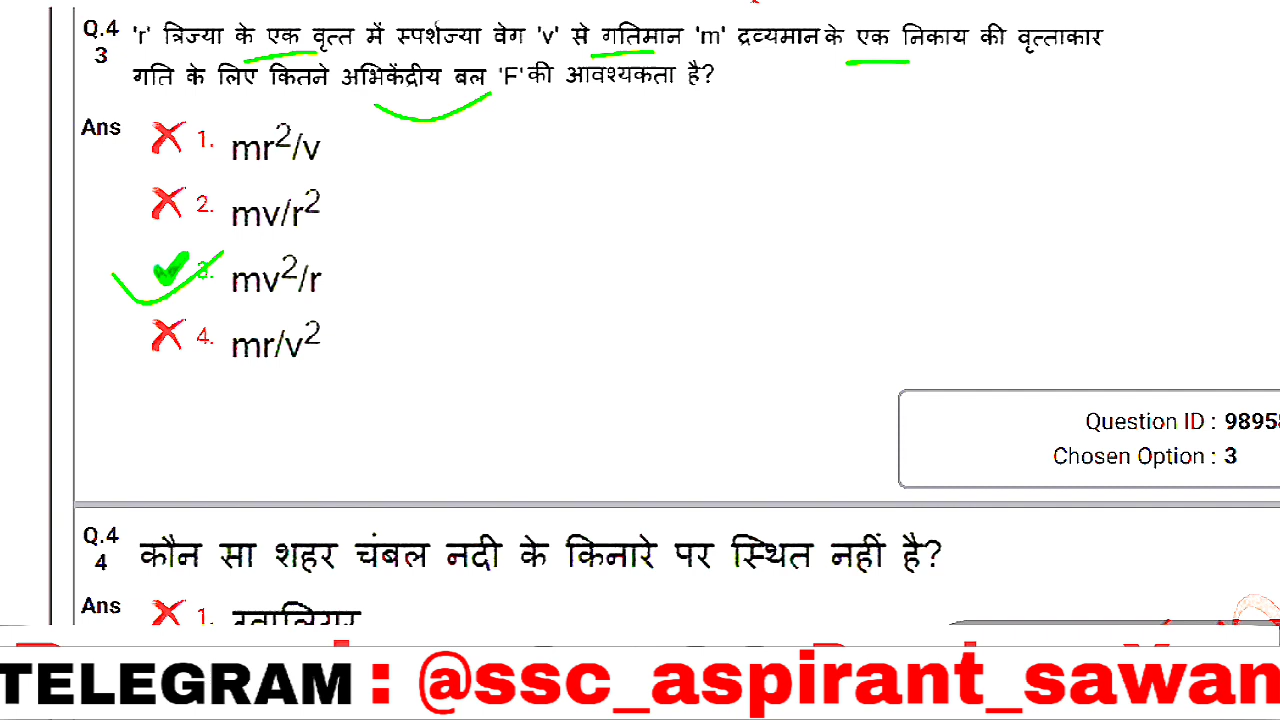 Q.4 'r' त्रिज्या के एक वृत्त में स्पर्शज्या वेग 'v' से गतिमान 'm' द्रव्यमान के एक निकाय की वृत्ताकार
3 गति के लिए कितने अभिकेंद्रीय बल 'F' की आवश्यकता है?
Ans 1. mr²/v
2. mv/r²
3. mv²/r
4. mr/v²
Question ID : 9895
Chosen Option : 3
Q.4
4 कौन सा शहर चंबल नदी के किनारे पर स्थित नहीं है?
Ans 1.
TELEGRAM : @ssc_aspirant_sawan